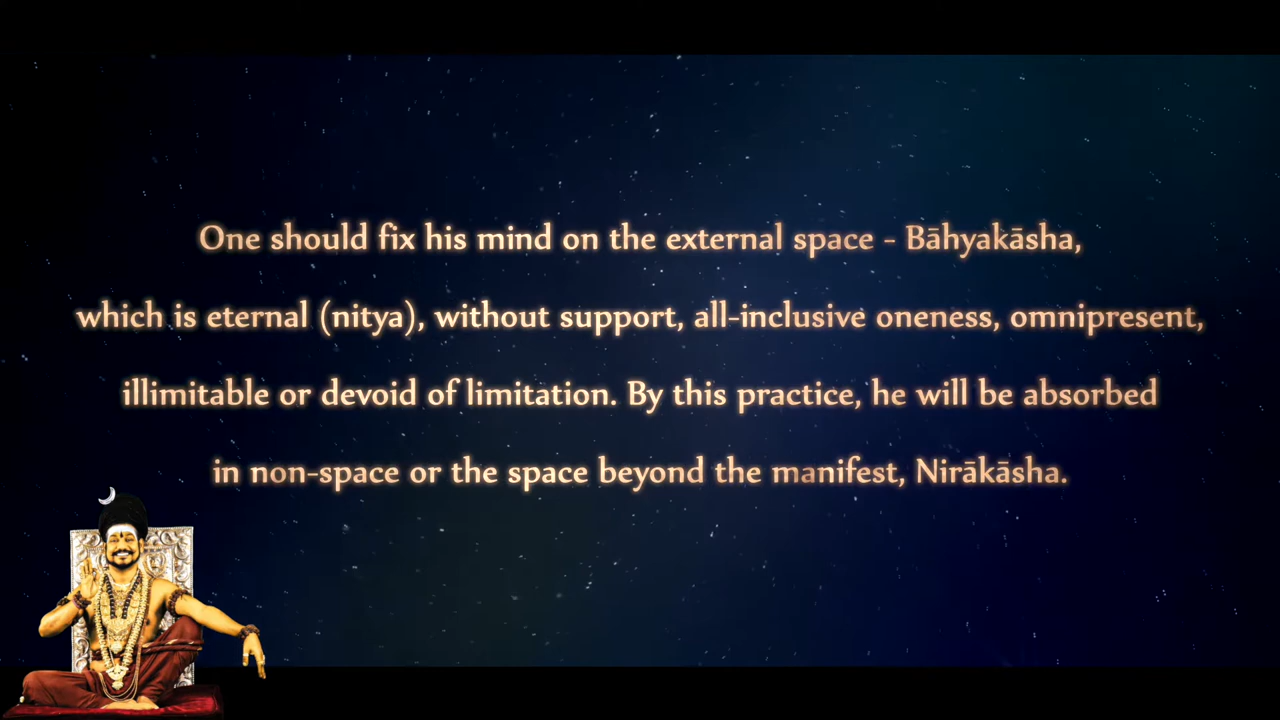 One should fix his mind on the external space - Bāhyakāsha,
which is eternal (nitya), without support, all-inclusive oneness, omnipresent,
illimitable or devoid of limitation. By this practice, he will be absorbed
in non-space or the space beyond the manifest, Nirākāsha.